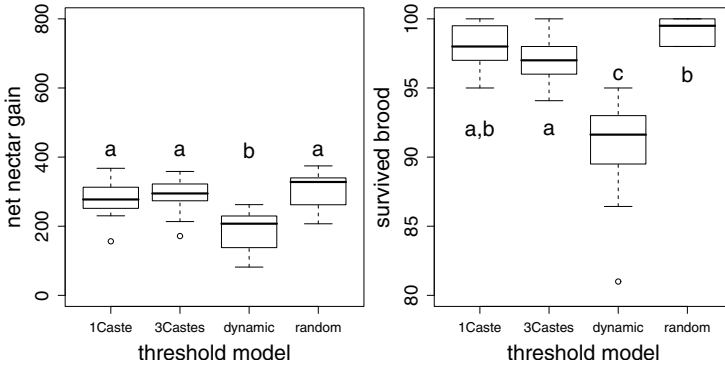 net nectar gain
800
600
400
200
0
a
a
b
a
1Caste
3Castes
dynamic
random
threshold model
survived brood
100
95
90
85
80
a,b
a
c
b
1Caste
3Castes
dynamic
random
threshold model